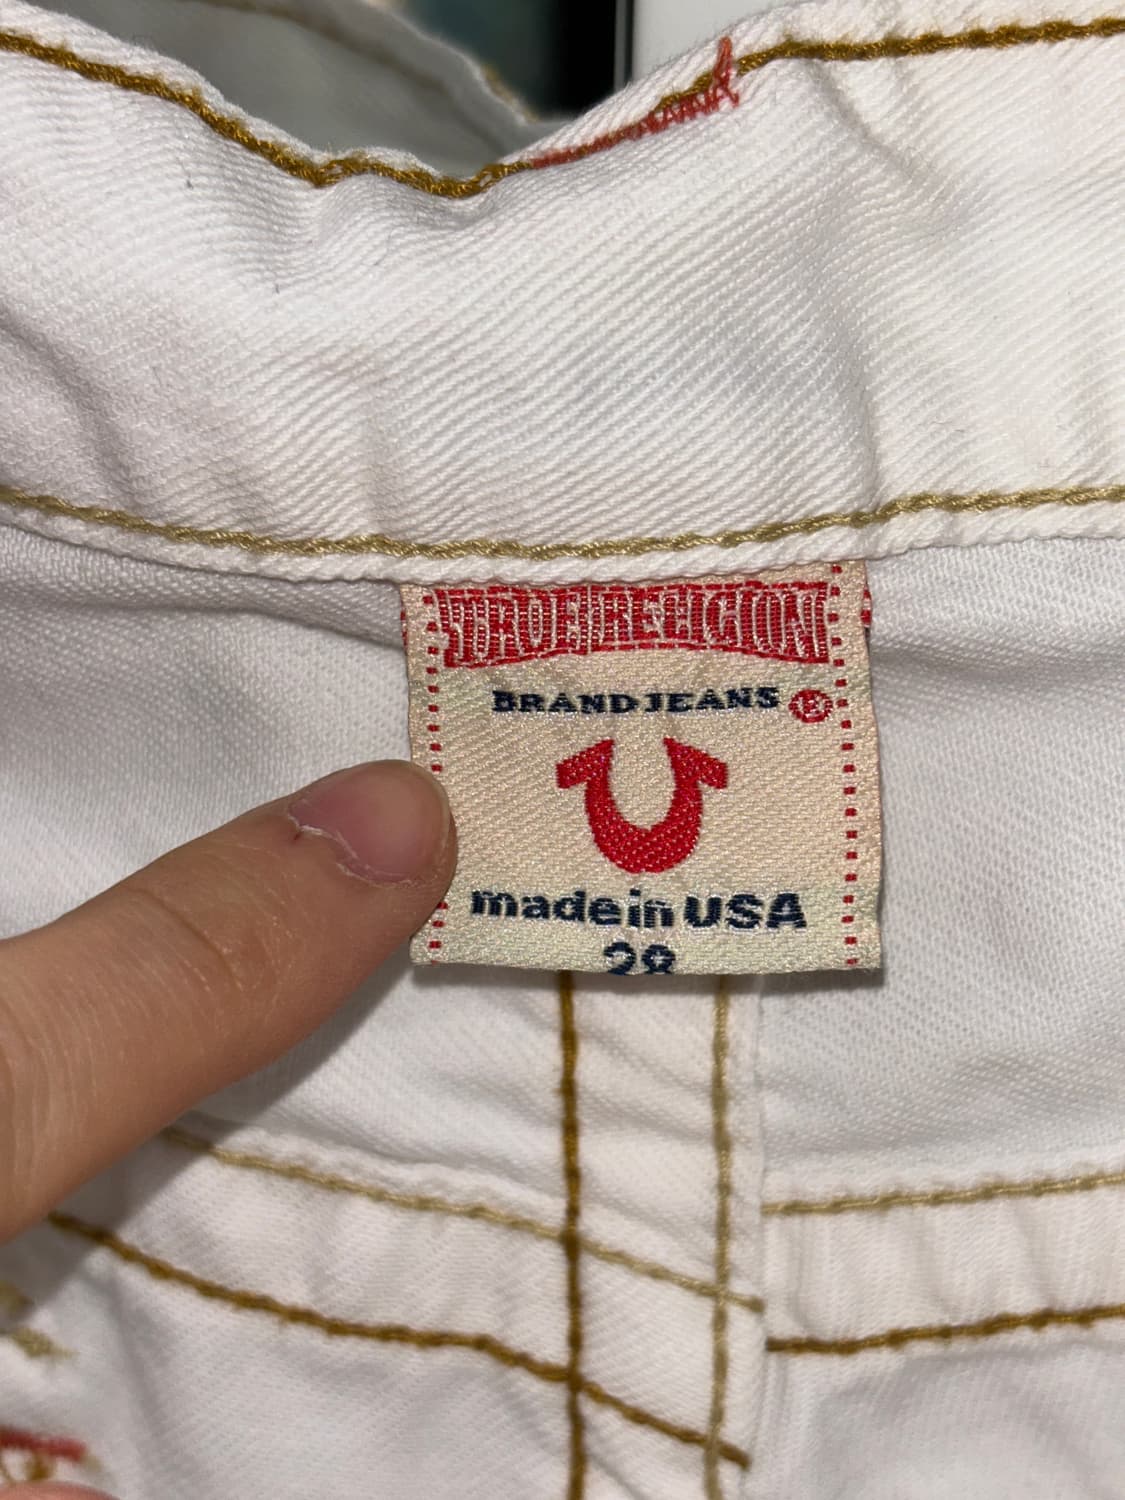 TRUE RELIGION
BRAND JEANS ®
made in USA
28